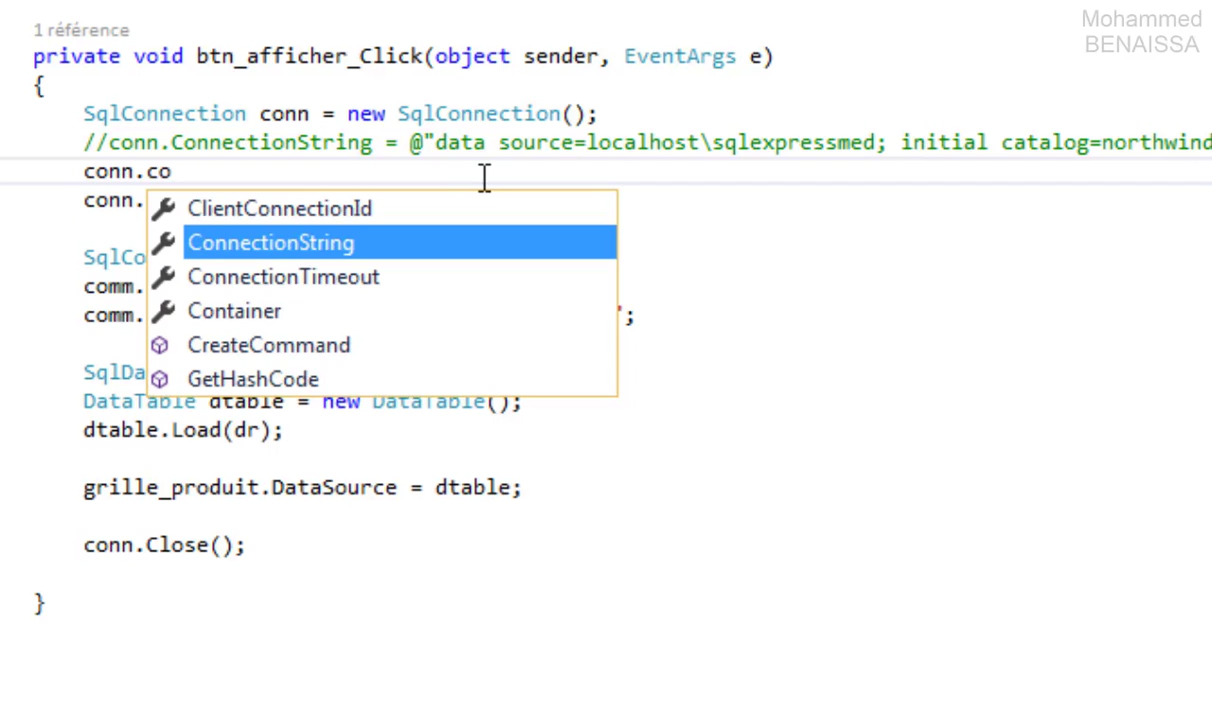 Mohammed
BENAISSA
1 référence
private void btn_afficher_Click(object sender, EventArgs e)
{
SqlConnection conn = new SqlConnection();
//conn.ConnectionString = @"data source=localhost\sqlexpressmed; initial catalog=northwind
conn.co
conn.
ClientConnectionId
ConnectionString
SqlCo
ConnectionTimeout
comm.
Container
comm.
";
CreateCommand
SqlDa
GetHashCode
DataTable dtable = new DataTable();
dtable.Load(dr);
grille_produit.DataSource = dtable;
conn.Close();
}